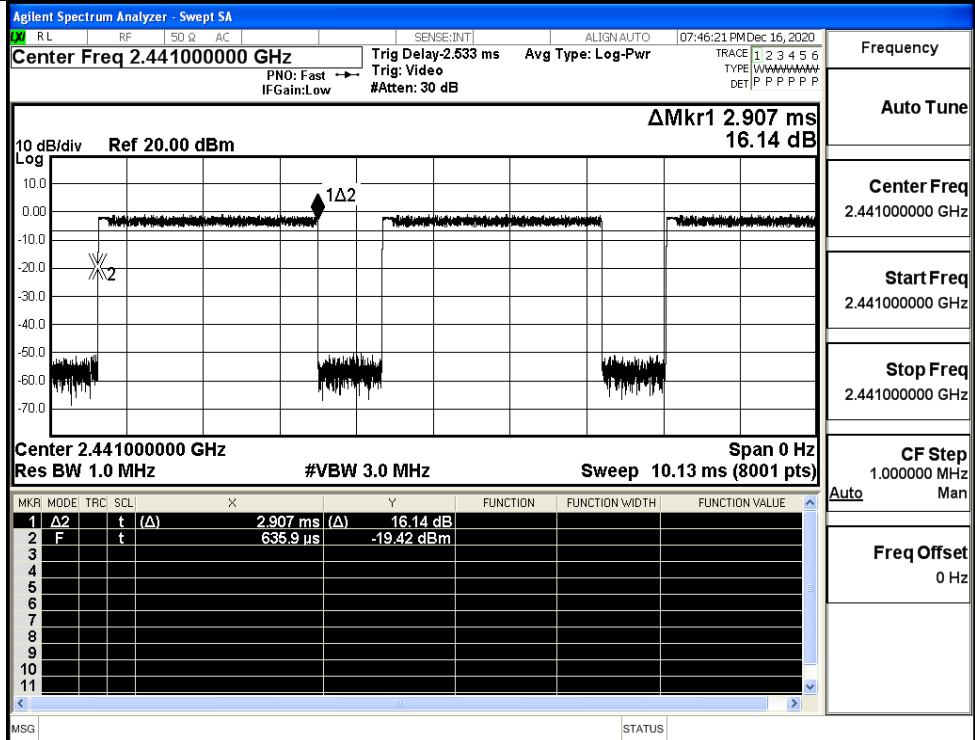 Agilent Spectrum Analyzer - Swept SA
LXI RL RF 50 Ω AC SENSE:INT ALIGN AUTO 07:46:21 PM Dec 16, 2020
Center Freq 2.441000000 GHz
PNO: Fast
IFGain:Low
Trig Delay-2.533 ms
Trig: Video
#Atten: 30 dB
Avg Type: Log-Pwr
TRACE 1 2 3 4 5 6
TYPE WWWWWW
DET P P P P P P
ΔMkr1 2.907 ms
16.14 dB
10 dB/div Ref 20.00 dBm
Log
10.0
0.00
-10.0
-20.0
-30.0
-40.0
-50.0
-60.0
-70.0
1Δ2
2
Center 2.441000000 GHz Span 0 Hz
Res BW 1.0 MHz #VBW 3.0 MHz Sweep 10.13 ms (8001 pts)
MKR MODE TRC SCL X Y FUNCTION FUNCTION WIDTH FUNCTION VALUE
1 Δ2 t (Δ) 2.907 ms (Δ) 16.14 dB
2 F t 635.9 µs -19.42 dBm
3
4
5
6
7
8
9
10
11
MSG STATUS
Frequency
Auto Tune
Center Freq
2.441000000 GHz
Start Freq
2.441000000 GHz
Stop Freq
2.441000000 GHz
CF Step
1.000000 MHz
Auto Man
Freq Offset
0 Hz